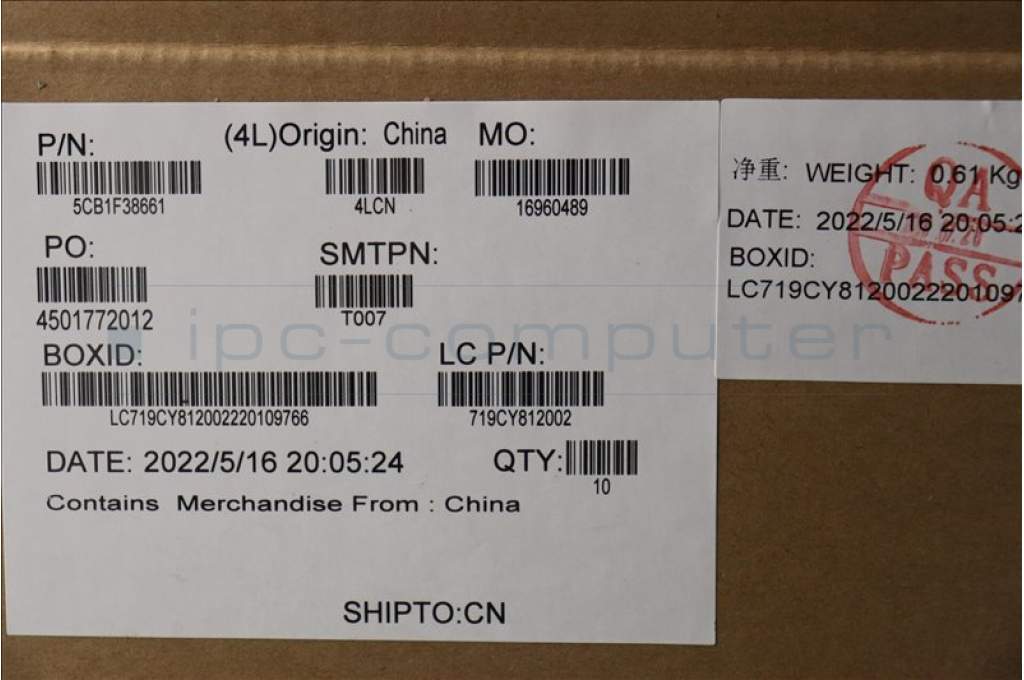 P/N:
5CB1F38661
(4L)Origin: China
4LCN
MO:
16960489
PO:
4501772012
SMTPN:
T007
BOXID:
LC719CY812002220109766
LC P/N:
719CY812002
DATE: 2022/5/16 20:05:24
QTY:
10
Contains Merchandise From : China
SHIPTO:CN
净重: WEIGHT: 0.61 Kg
DATE: 2022/5/16 20:05:2
BOXID:
LC719CY8120022201097
QA
PASS
ipc-computer